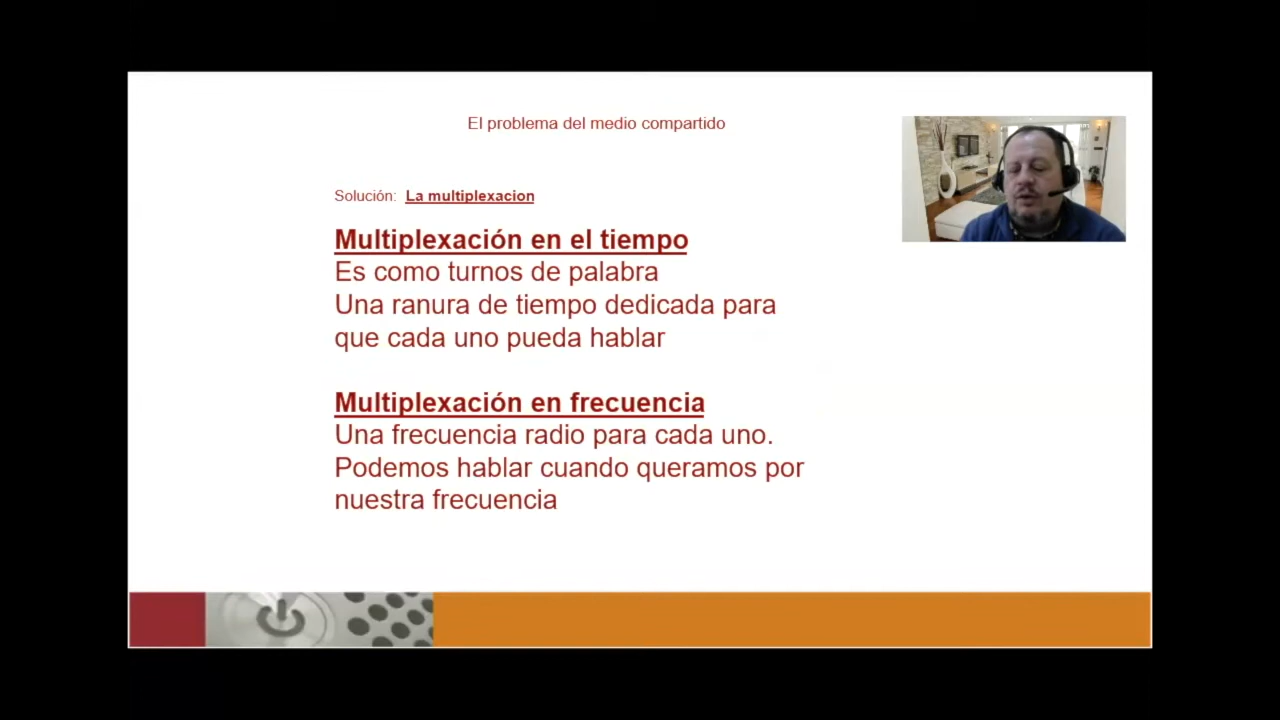 El problema del medio compartido
Solución: La multiplexacion
Multiplexación en el tiempo
Es como turnos de palabra
Una ranura de tiempo dedicada para
que cada uno pueda hablar
Multiplexación en frecuencia
Una frecuencia radio para cada uno.
Podemos hablar cuando queramos por
nuestra frecuencia